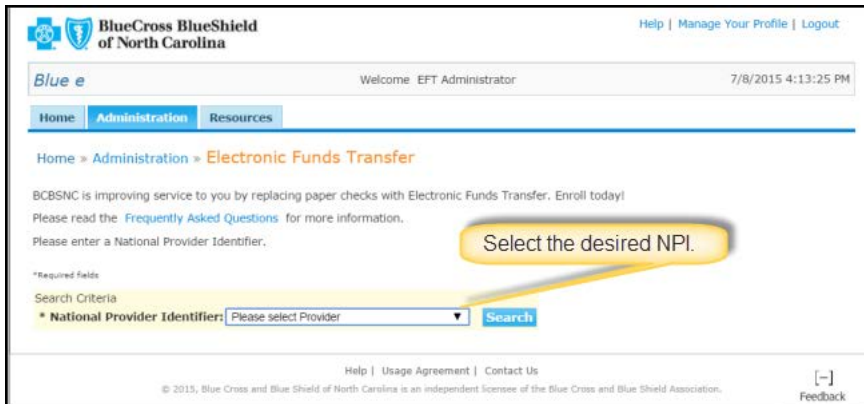 BlueCross BlueShield
of North Carolina
Help | Manage Your Profile | Logout
Blue e
Welcome EFT Administrator
7/8/2015 4:13:25 PM
Home Administration Resources
Home » Administration » Electronic Funds Transfer
BCBSNC is improving service to you by replacing paper checks with Electronic Funds Transfer. Enroll today!
Please read the Frequently Asked Questions for more information.
Please enter a National Provider Identifier.
Select the desired NPI.
*Required fields
Search Criteria
* National Provider Identifier: Please select Provider Search
Help | Usage Agreement | Contact Us
© 2015, Blue Cross and Blue Shield of North Carolina is an independent licensee of the Blue Cross and Blue Shield Association.
[−]
Feedback